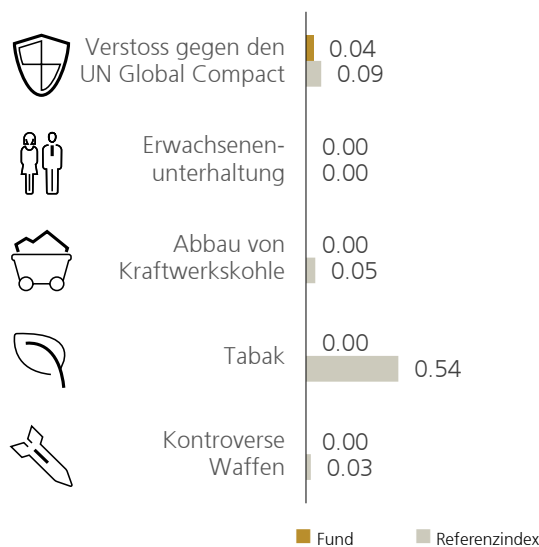 Verstoss gegen den 0.04
UN Global Compact 0.09
Erwachsenen- 0.00
unterhaltung 0.00
Abbau von 0.00
Kraftwerkskohle 0.05
0.00
Tabak
0.54
Kontroverse 0.00
Waffen 0.03
Fund Referenzindex